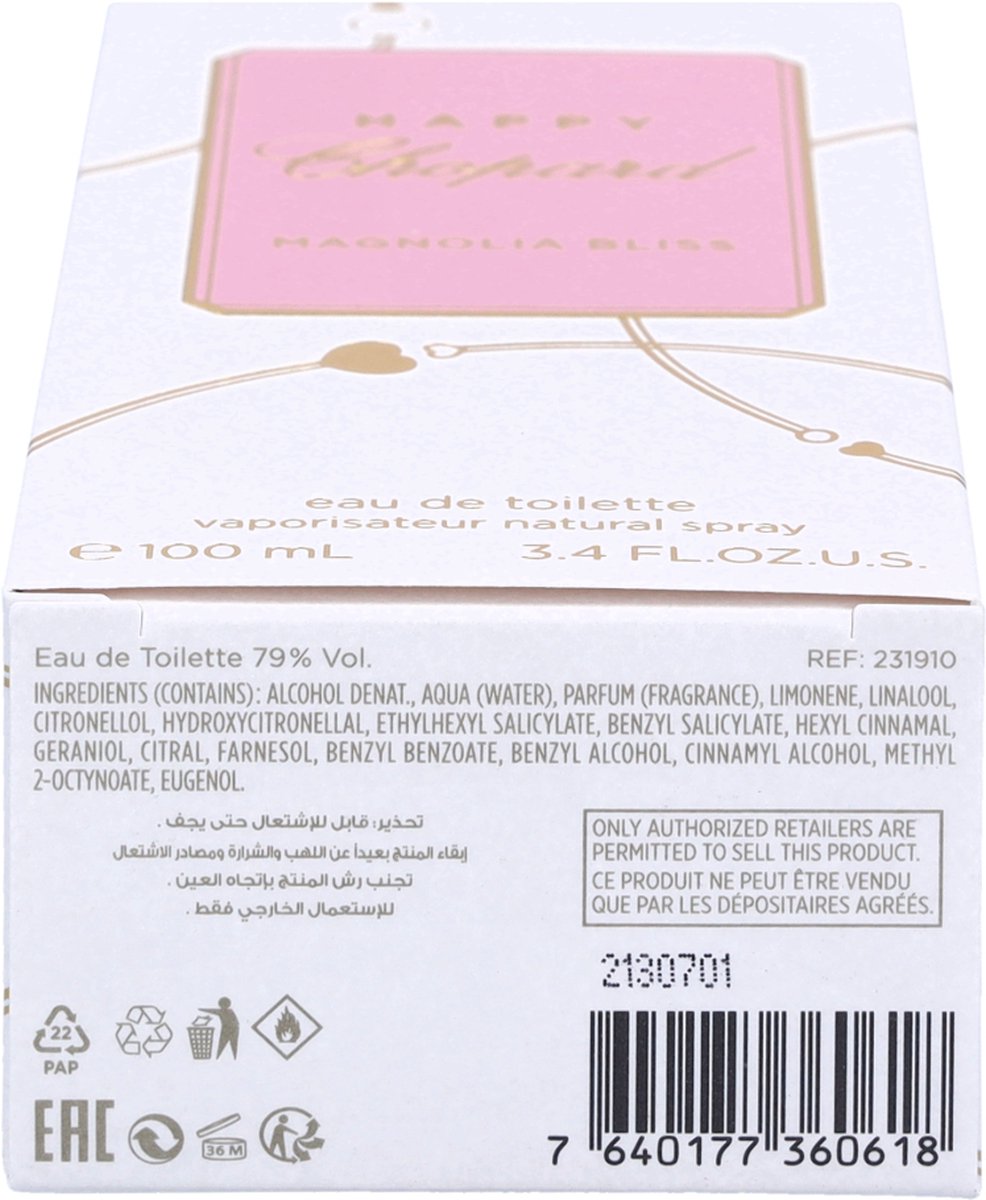 HAPPY
Chopard
MAGNOLIA BLISS
eau de toilette
vaporisateur natural spray
e 100 mL 3.4 FL.OZ.U.S.
Eau de Toilette 79% Vol. REF: 231910
INGREDIENTS (CONTAINS): ALCOHOL DENAT., AQUA (WATER), PARFUM (FRAGRANCE), LIMONENE, LINALOOL,
CITRONELLOL, HYDROXYCITRONELLAL, ETHYLHEXYL SALICYLATE, BENZYL SALICYLATE, HEXYL CINNAMAL,
GERANIOL, CITRAL, FARNESOL, BENZYL BENZOATE, BENZYL ALCOHOL, CINNAMYL ALCOHOL, METHYL
2-OCTYNOATE, EUGENOL.
تحذير: قابل للإشتعال حتى يجف .
إبقاء المنتج بعيداً عن اللهب والشرارة ومصادر الاشتعال
تجنب رش المنتج بإتجاه العين .
للإستعمال الخارجي فقط .
ONLY AUTHORIZED RETAILERS ARE
PERMITTED TO SELL THIS PRODUCT.
CE PRODUIT NE PEUT ÊTRE VENDU
QUE PAR LES DÉPOSITAIRES AGRÉÉS.
2130701
22
PAP
EAC
36 M
7 640177 360618